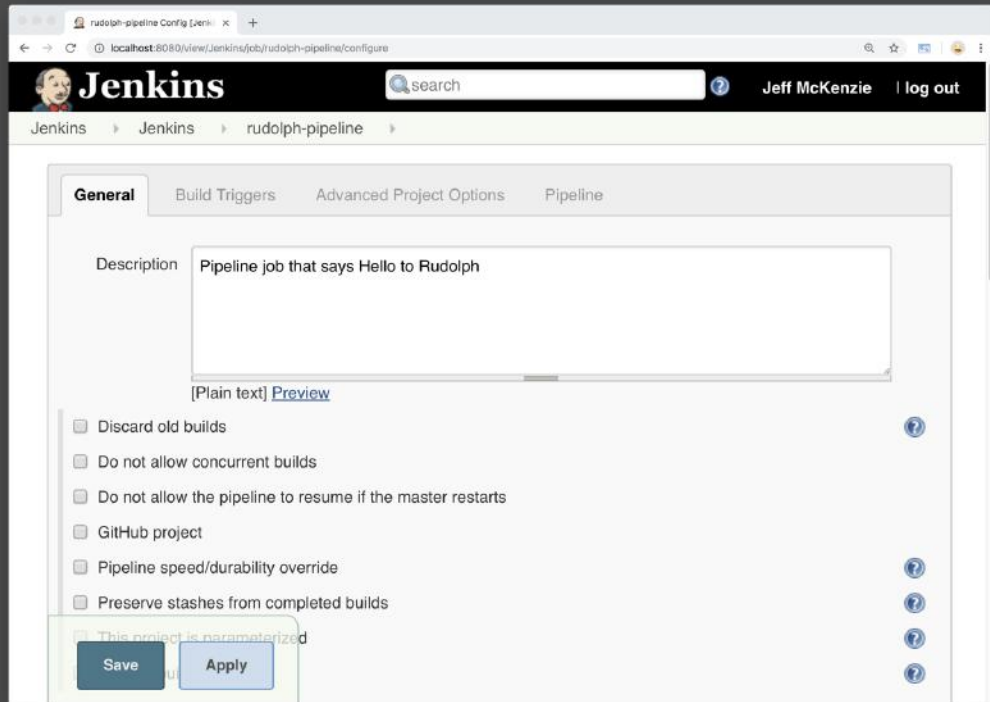 rudolph-pipeline Config [Jenki
localhost:8080/view/Jenkins/job/rudolph-pipeline/configure
Jenkins
search
Jeff McKenzie
| log out
Jenkins
Jenkins
rudolph-pipeline
General
Build Triggers
Advanced Project Options
Pipeline
Description
Pipeline job that says Hello to Rudolph
[Plain text] Preview
Discard old builds
Do not allow concurrent builds
Do not allow the pipeline to resume if the master restarts
GitHub project
Pipeline speed/durability override
Preserve stashes from completed builds
This project is parameterized
Save
Apply